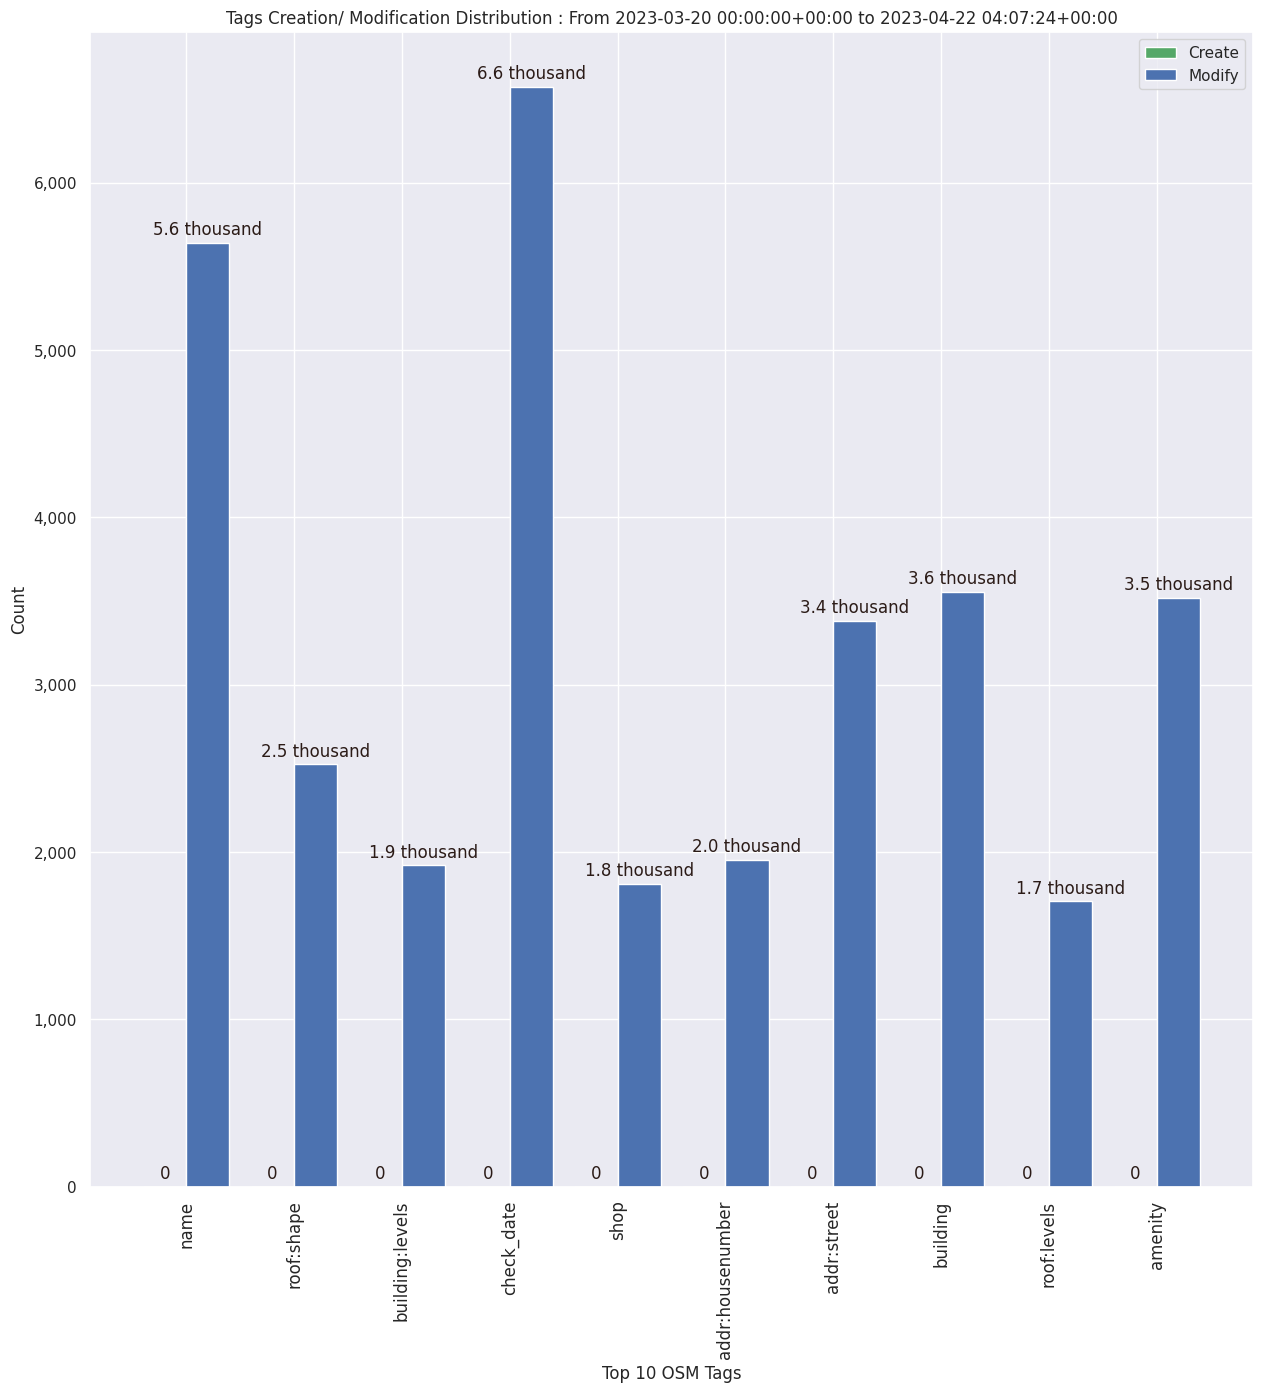 Tags Creation/ Modification Distribution : From 2023-03-20 00:00:00+00:00 to 2023-04-22 04:07:24+00:00
Create
Modify
6.6 thousand
5.6 thousand
3.6 thousand
3.5 thousand
3.4 thousand
2.5 thousand
2.0 thousand
1.9 thousand
1.8 thousand
1.7 thousand
0 0 0 0 0 0 0 0 0 0
6,000
5,000
4,000
3,000
2,000
1,000
0
Count
name
roof:shape
building:levels
check_date
shop
addr:housenumber
addr:street
building
roof:levels
amenity
Top 10 OSM Tags